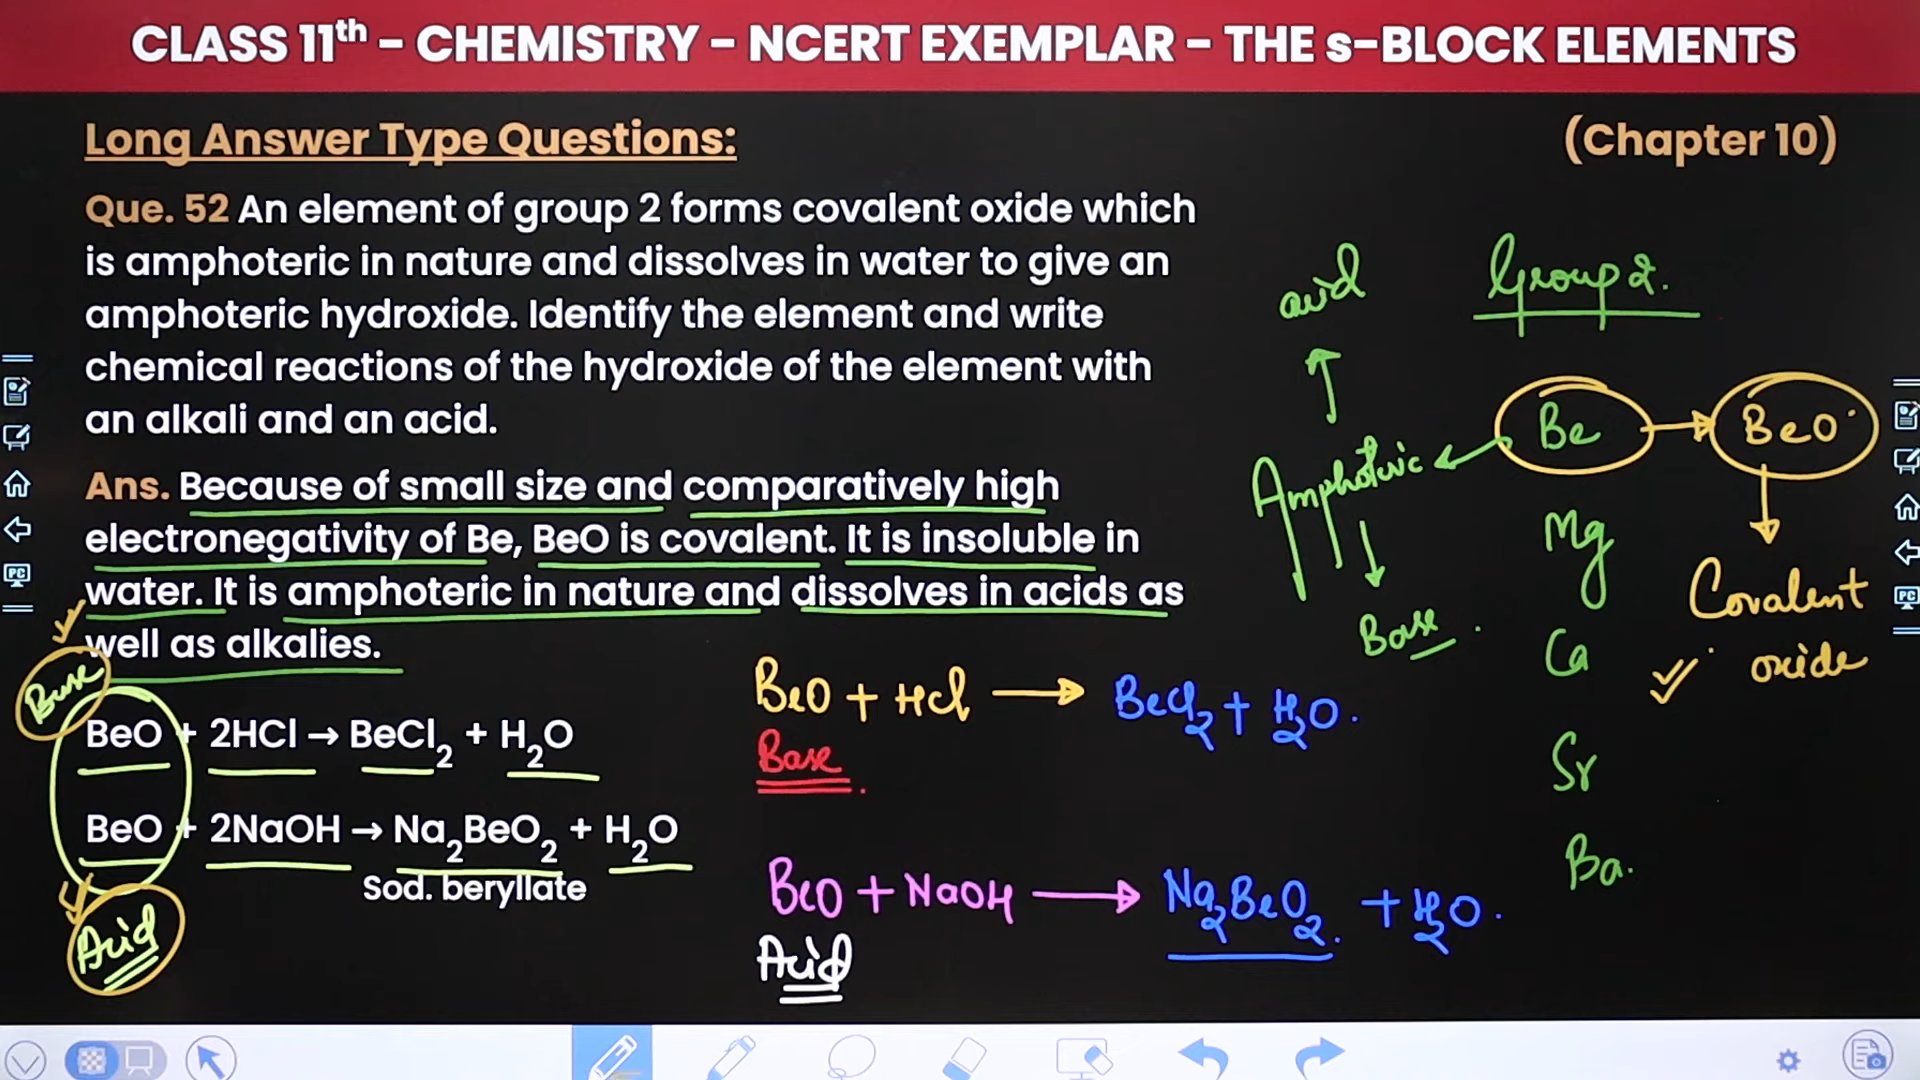 CLASS 11th - CHEMISTRY - NCERT EXEMPLAR - THE s-BLOCK ELEMENTS
Long Answer Type Questions:
(Chapter 10)
Que. 52 An element of group 2 forms covalent oxide which
is amphoteric in nature and dissolves in water to give an
amphoteric hydroxide. Identify the element and write
chemical reactions of the hydroxide of the element with
an alkali and an acid.
Ans. Because of small size and comparatively high
electronegativity of Be, BeO is covalent. It is insoluble in
water. It is amphoteric in nature and dissolves in acids as
well as alkalies.
Base
BeO + 2HCl → BeCl₂ + H₂O
BeO + 2NaOH → Na₂BeO₂ + H₂O
Sod. beryllate
Acid
BeO + HCl → BeCl₂ + H₂O.
Base.
BeO + NaOH → Na₂BeO₂. + H₂O.
Acid
acid
Amphoteric
Base.
Group 2.
Be → BeO
Covalent
oxide
Mg
Ca
Sr
Ba.
PC
PC